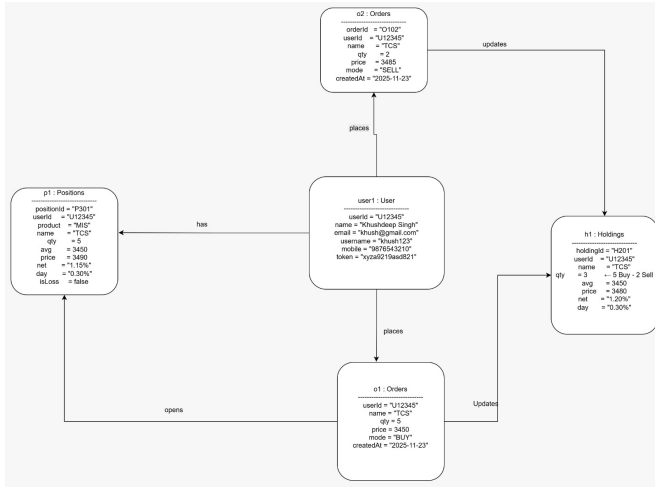 o2 : Orders
------------------------------
orderId = "O102"
userId = "U12345"
name = "TCS"
qty = 2
price = 3485
mode = "SELL"
createdAt = "2025-11-23"
updates
places
p1 : Positions
------------------------------
positionId = "P301"
userId = "U12345"
product = "MIS"
name = "TCS"
qty = 5
avg = 3450
price = 3490
net = "1.15%"
day = "0.30%"
isLoss = false
has
user1 : User
------------------------------
userId = "U12345"
name = "Khushdeep Singh"
email = "khush@gmail.com"
username = "khush123"
mobile = "9876543210"
token = "xyza9219asd821"
h1 : Holdings
------------------------------
holdingId = "H201"
userId = "U12345"
name = "TCS"
qty = 3 ← 5 Buy - 2 Sell
avg = 3450
price = 3480
net = "1.20%"
day = "0.30%"
places
o1 : Orders
------------------------------
userId = "U12345"
name = "TCS"
qty = 5
price = 3450
mode = "BUY"
createdAt = "2025-11-23"
opens
Updates